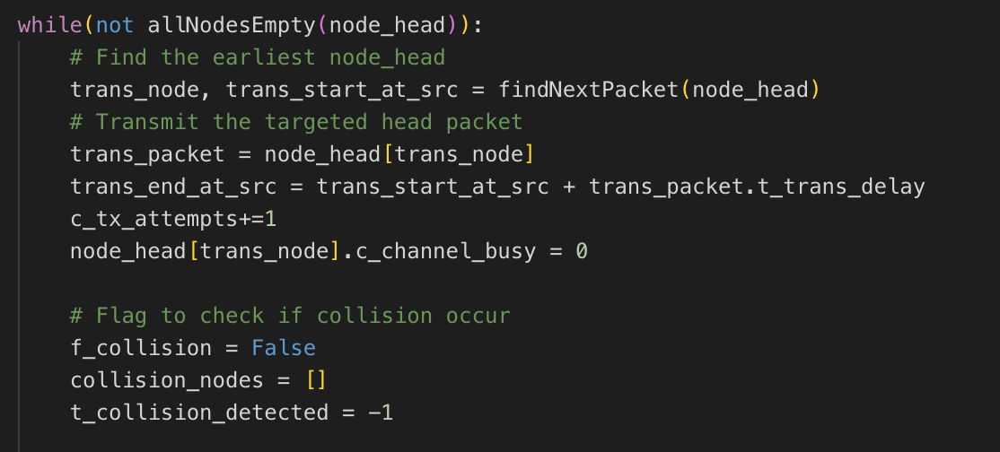 while(not allNodesEmpty(node_head)):
# Find the earliest node_head
trans_node, trans_start_at_src = findNextPacket(node_head)
# Transmit the targeted head packet
trans_packet = node_head[trans_node]
trans_end_at_src = trans_start_at_src + trans_packet.t_trans_delay
c_tx_attempts+=1
node_head[trans_node].c_channel_busy = 0
# Flag to check if collision occur
f_collision = False
collision_nodes = []
t_collision_detected = -1